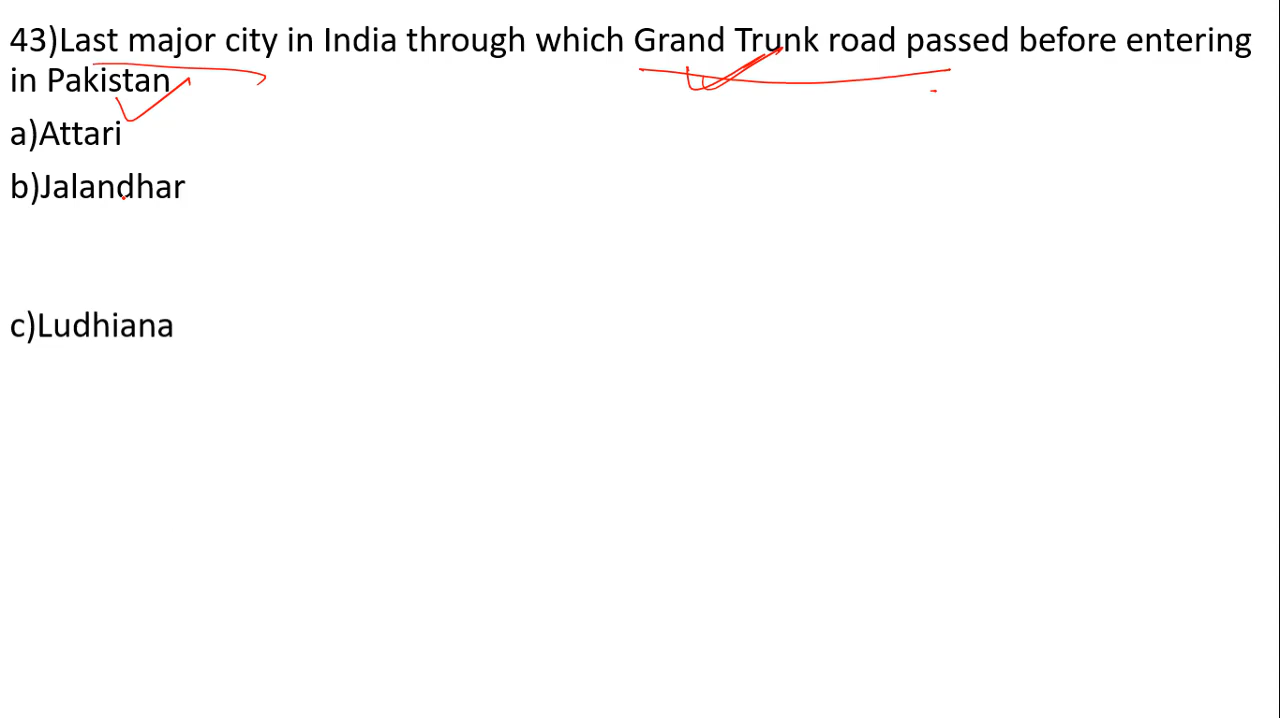 43)Last major city in India through which Grand Trunk road passed before entering
in Pakistan
a)Attari
b)Jalandhar
c)Ludhiana